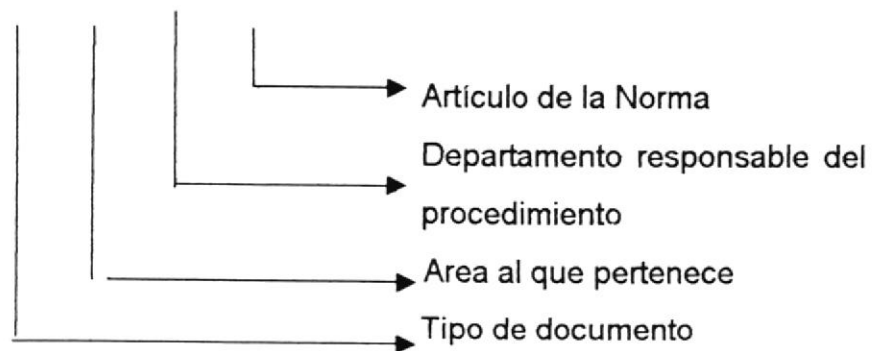 Artículo de la Norma
Departamento responsable del
procedimiento
Area al que pertenece
Tipo de documento